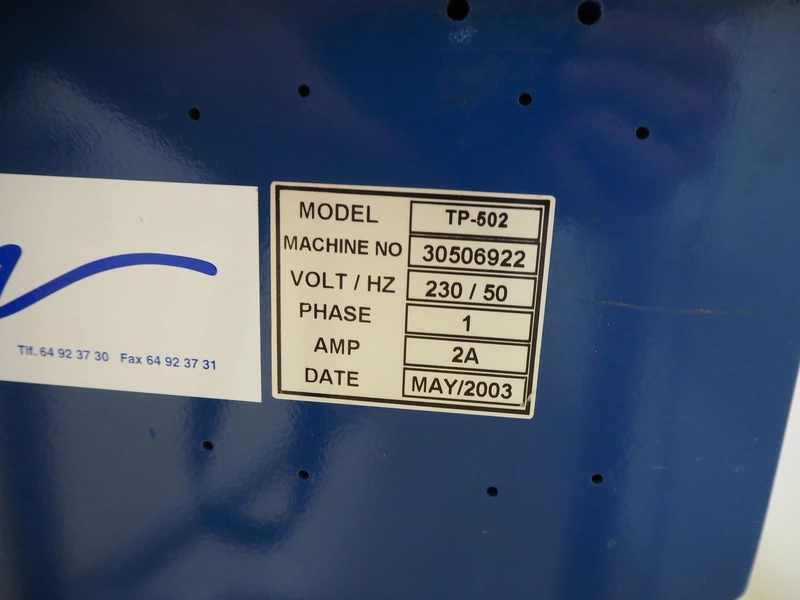 MODEL TP-502
MACHINE NO 30506922
VOLT / HZ 230 / 50
PHASE 1
AMP 2A
DATE MAY/2003
Tlf. 64 92 37 30 Fax 64 92 37 31